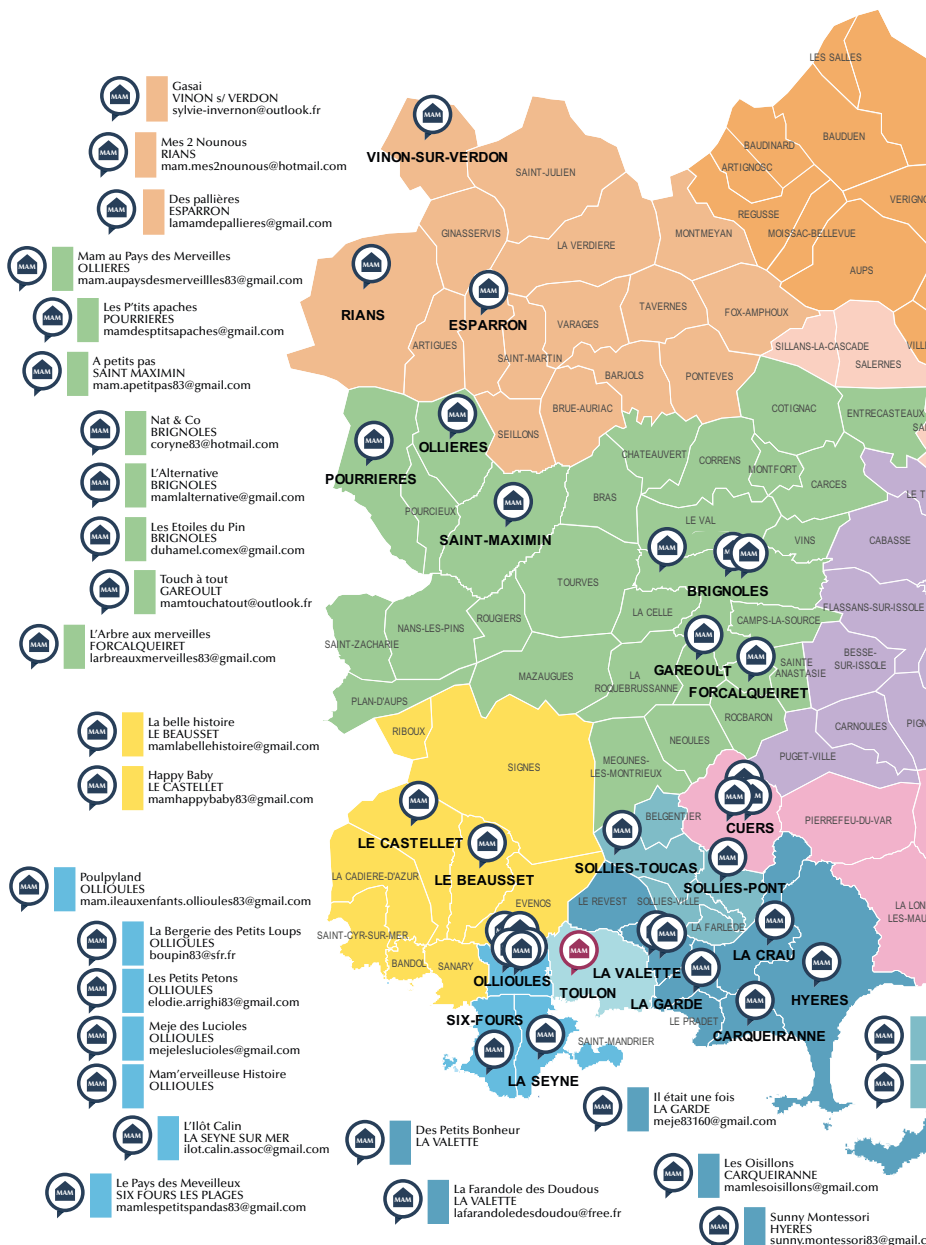 Gasai
VINON s/ VERDON
sylvie-invernon@outlook.fr
Mes 2 Nounous
RIANS
mam.mes2nounous@hotmail.com
Des pallières
ESPARRON
lamamdepallieres@gmail.com
Mam au Pays des Merveilles
OLLIERES
mam.aupaysdesmerveillles83@gmail.com
Les P'tits apaches
POURRIERES
mamdesptitsapaches@gmail.com
A petits pas
SAINT MAXIMIN
mam.apetitpas83@gmail.com
Nat & Co
BRIGNOLES
coryne83@hotmail.com
L'Alternative
BRIGNOLES
mamlalternative@gmail.com
Les Etoiles du Pin
BRIGNOLES
duhamel.comex@gmail.com
Touch à tout
GAREOULT
mamtouchatout@outlook.fr
L'Arbre aux merveilles
FORCALQUEIRET
larbreauxmerveilles83@gmail.com
La belle histoire
LE BEAUSSET
mamlabellehistoire@gmail.com
Happy Baby
LE CASTELLET
mamhappybaby83@gmail.com
Poulpyland
OLLIOULES
mam.ileauxenfants.ollioules83@gmail.com
La Bergerie des Petits Loups
OLLIOULES
boupin83@sfr.fr
Les Petits Petons
OLLIOULES
elodie.arrighi83@gmail.com
Meje des Lucioles
OLLIOULES
mejeleslucioles@gmail.com
Mam'erveilleuse Histoire
OLLIOULES
L'Ilôt Calin
LA SEYNE SUR MER
ilot.calin.assoc@gmail.com
Le Pays des Meveilleux
SIX FOURS LES PLAGES
mamlespetitspandas83@gmail.com
Des Petits Bonheur
LA VALETTE
La Farandole des Doudous
LA VALETTE
lafarandoledesdoudou@free.fr
Il était une fois
LA GARDE
meje83160@gmail.com
Les Oisillons
CARQUEIRANNE
mamlesoisillons@gmail.com
Sunny Montessori
HYERES
sunny.montessori83@gmail.c
LES SALLES
BAUDUEN
BAUDINARD
ARTIGNOSC
VERIGNO
REGUSSE
MOISSAC-BELLEVUE
AUPS
VINON-SUR-VERDON
SAINT-JULIEN
GINASSERVIS
LA VERDIERE
MONTMEYAN
RIANS
ESPARRON
ARTIGUES
SAINT-MARTIN
VARAGES
TAVERNES
FOX-AMPHOUX
SILLANS-LA-CASCADE
SALERNES
VILLE
BARJOLS
PONTEVES
BRUE-AURIAC
SEILLONS
COTIGNAC
ENTRECASTEAUX
OLLIERES
POURRIERES
CHATEAUVERT
CORRENS
MONTFORT
CARCES
POURCIEUX
SAINT-MAXIMIN
BRAS
LE VAL
VINS
CABASSE
LE T
BRIGNOLES
TOURVES
LA CELLE
CAMPS-LA-SOURCE
FLASSANS-SUR-ISSOLE
ROUGIERS
NANS-LES-PINS
SAINT-ZACHARIE
GAREOULT
BESSE-
SUR-ISSOLE
SAINTE
ANASTASIE
MAZAUGUES
LA
ROQUEBRUSSANNE
FORCALQUEIRET
PLAN-D'AUPS
ROCBARON
CARNOULES
PIGN
RIBOUX
NEOULES
PUGET-VILLE
SIGNES
MEOUNES-
LES-MONTRIEUX
CUERS
PIERREFEU-DU-VAR
BELGENTIER
LE CASTELLET
SOLLIES-TOUCAS
LE BEAUSSET
SOLLIES-PONT
LA CADIERE-D'AZUR
LE REVEST
SOLLIES-VILLE
LA LON
LES-MAU
EVENOS
LA FARLEDE
SAINT-CYR-SUR-MER
BANDOL
SANARY
LA CRAU
OLLIOULES
TOULON
LA VALETTE
LA GARDE
HYERES
LE PRADET
CARQUEIRANNE
SIX-FOURS
SAINT-MANDRIER
LA SEYNE
MAM